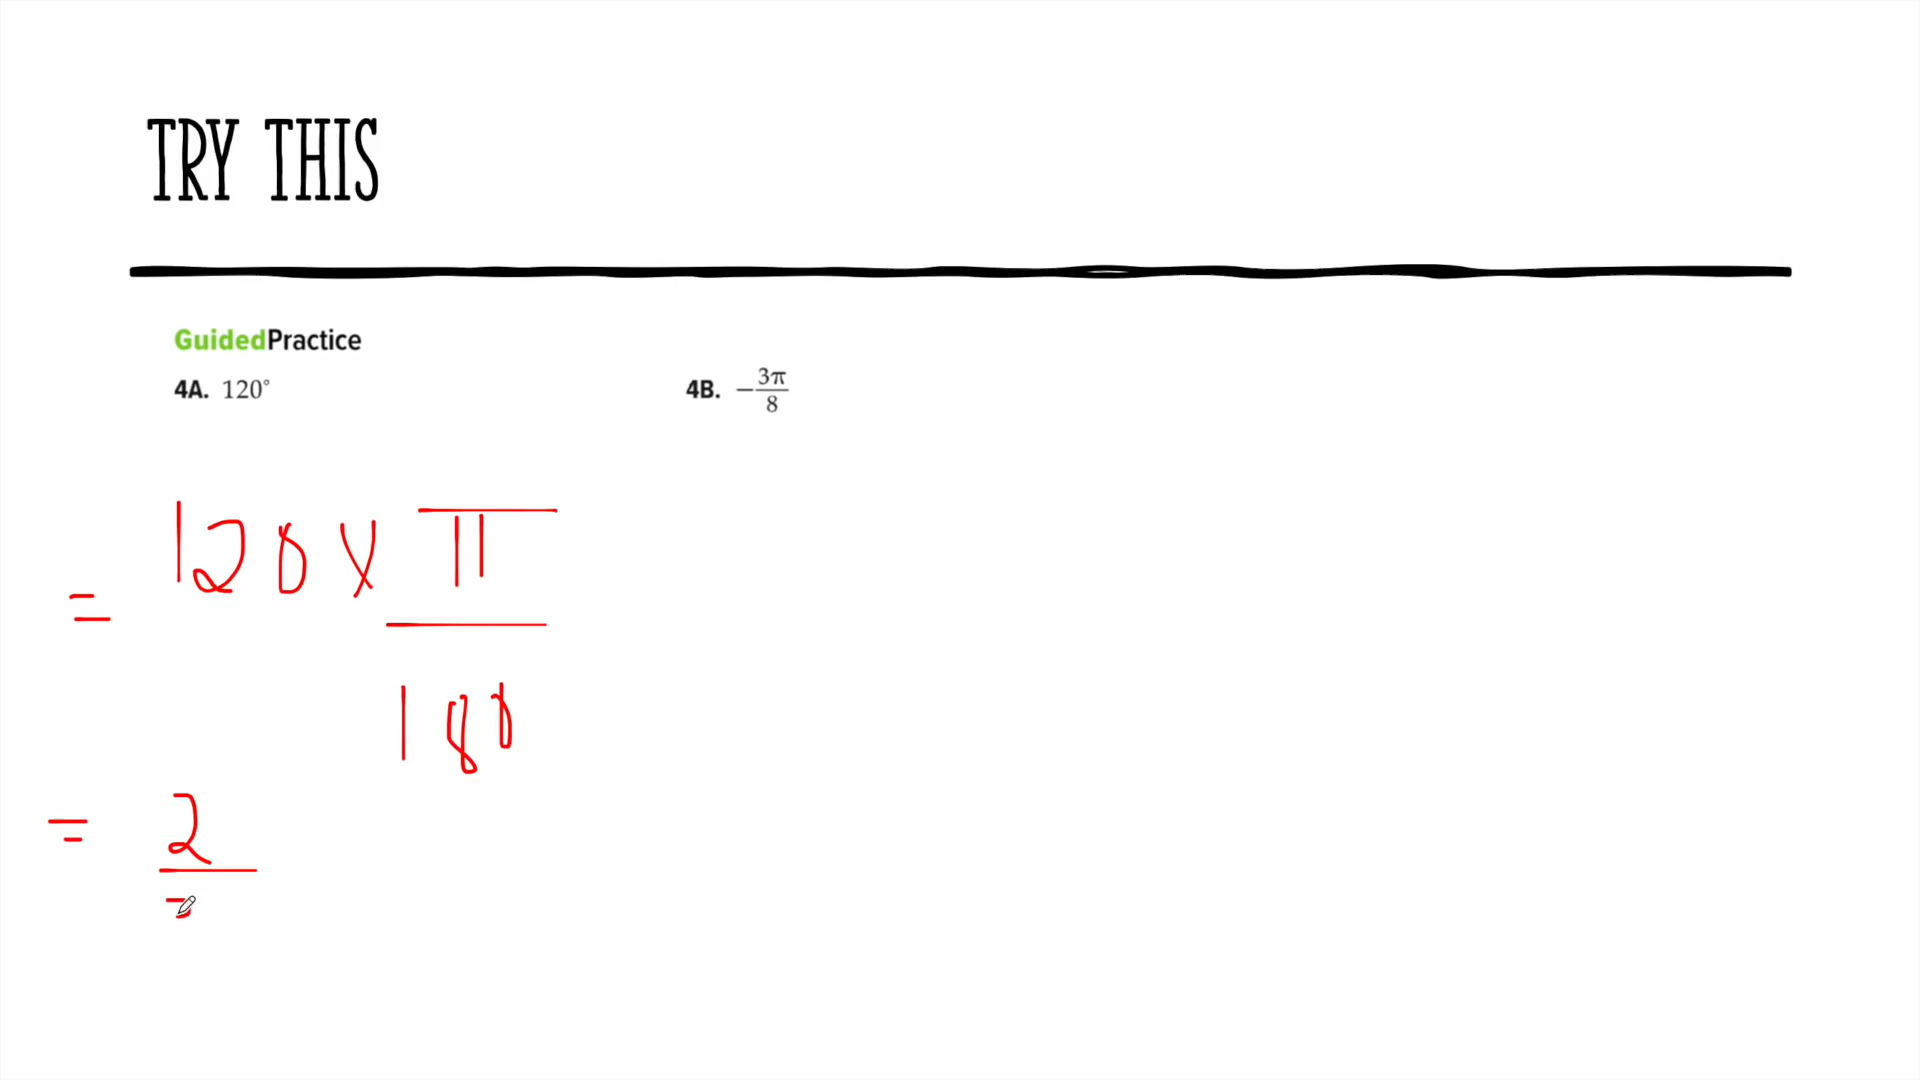 TRY THIS
GuidedPractice
4A. 120° 4B. −3π/8
= 120 x π
180
= 2